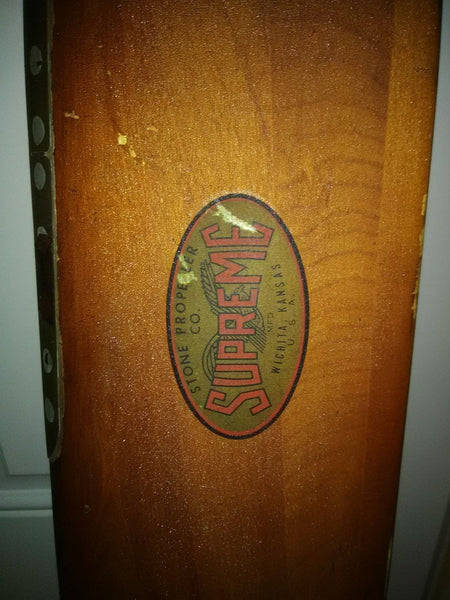 STONE PROPELLER
CO.
SUPREME
MFD.
WICHITA, KANSAS
U. S. A.